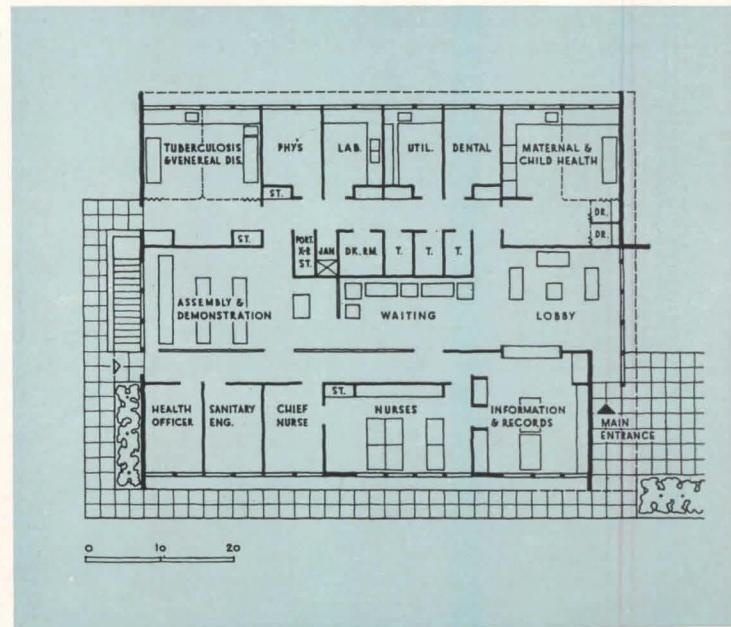 TUBERCULOSIS
& VENEREAL DIS.
PHY'S
LAB.
UTIL.
DENTAL
MATERNAL &
CHILD HEALTH
ST.
DR.
DR.
ST.
PORT.
X-R
ST.
JAN
DK. RM.
T.
T.
T.
ASSEMBLY &
DEMONSTRATION
WAITING
LOBBY
HEALTH
OFFICER
SANITARY
ENG.
CHIEF
NURSE
ST.
NURSES
INFORMATION
& RECORDS
MAIN
ENTRANCE
0 10 20